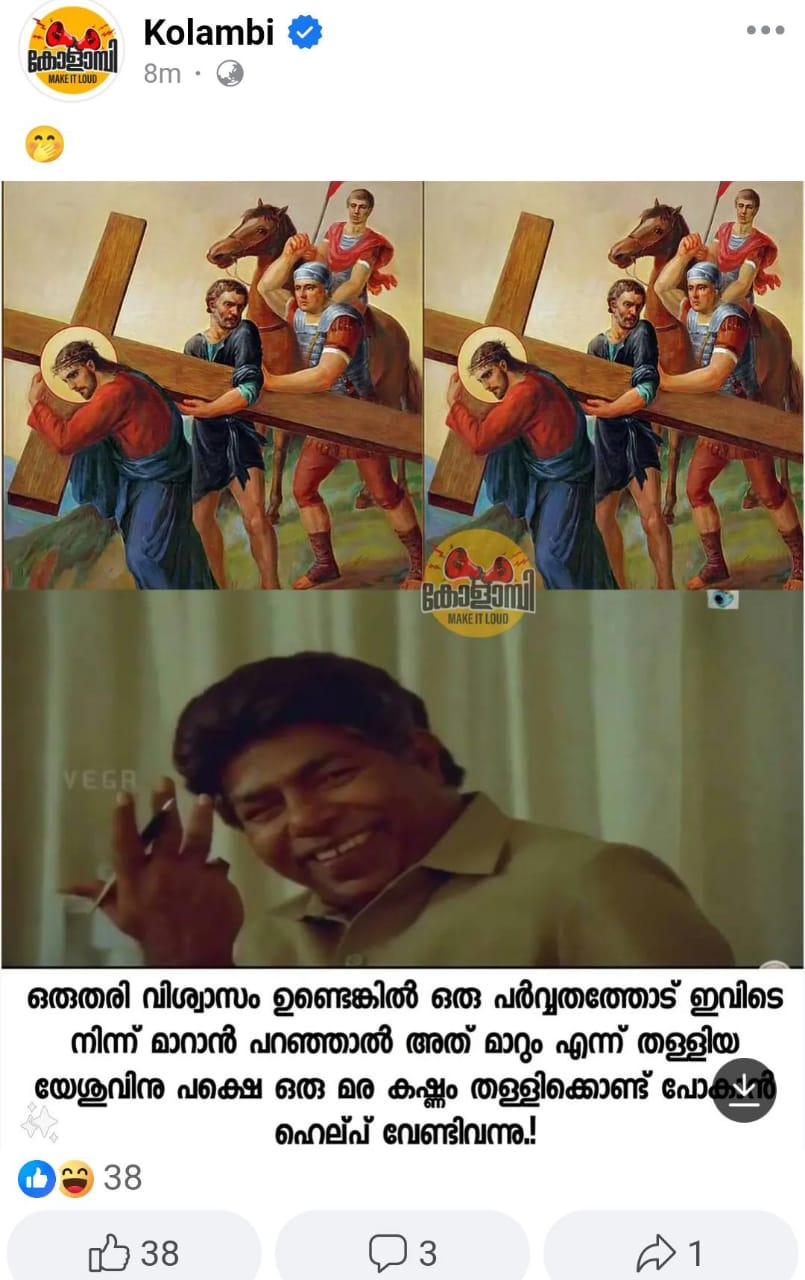 Kolambi
8m
കോളാമ്പി
MAKE IT LOUD
കോളാമ്പി
MAKE IT LOUD
VEGA
ഒരുതരി വിശ്വാസം ഉണ്ടെങ്കിൽ ഒരു പർവ്വതത്തോട് ഇവിടെ
നിന്ന് മാറാൻ പറഞ്ഞാൽ അത് മാറും എന്ന് തള്ളിയ
യേശുവിനു പക്ഷെ ഒരു മര കഷ്ണം തള്ളിക്കൊണ്ട് പോകാൻ
ഹെല്പ് വേണ്ടിവന്നു.!
38
38
3
1